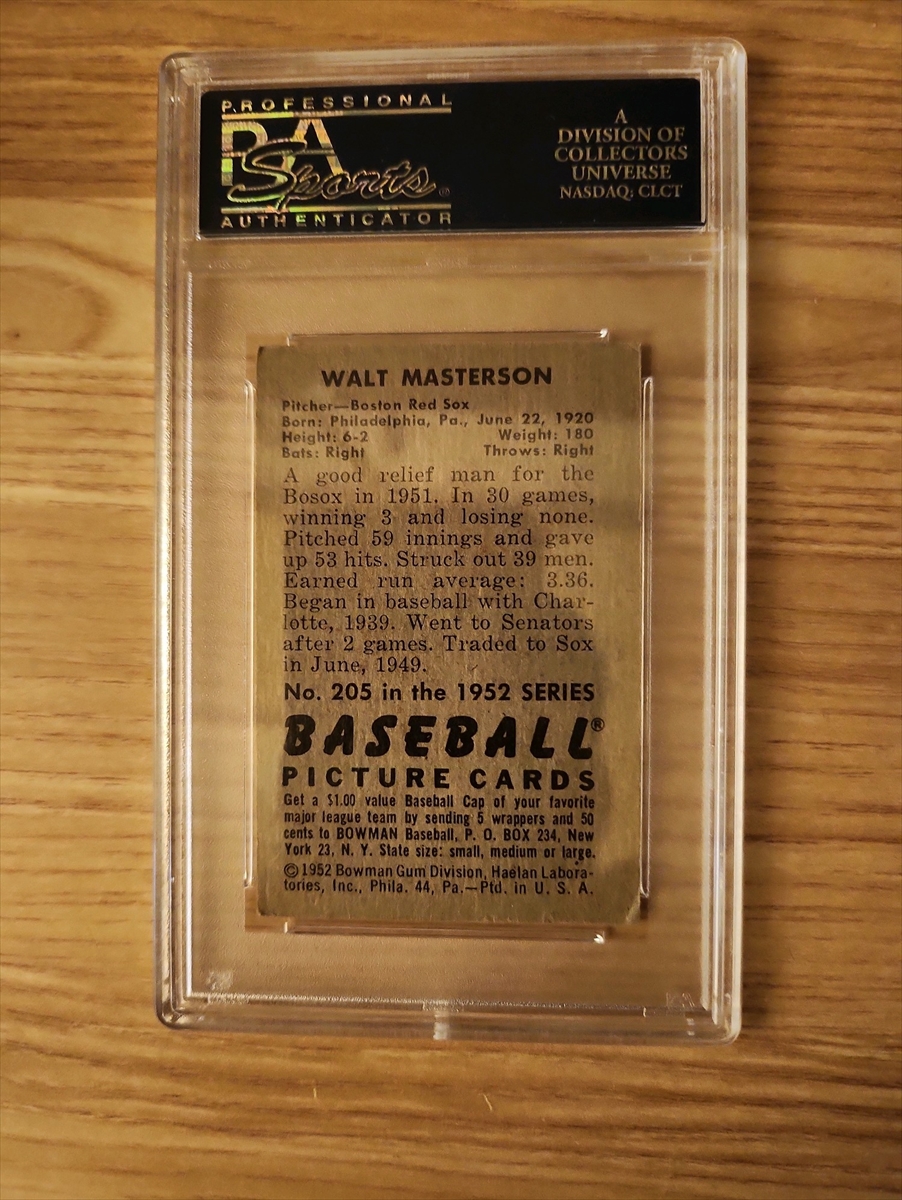 PROFESSIONAL
PSA
Sports®
AUTHENTICATOR
A
DIVISION OF
COLLECTORS
UNIVERSE
NASDAQ: CLCT
WALT MASTERSON
Pitcher—Boston Red Sox
Born: Philadelphia, Pa., June 22, 1920
Height: 6-2 Weight: 180
Bats: Right Throws: Right
A good relief man for the
Bosox in 1951. In 30 games,
winning 3 and losing none.
Pitched 59 innings and gave
up 53 hits. Struck out 39 men.
Earned run average: 3.36.
Began in baseball with Char-
lotte, 1939. Went to Senators
after 2 games. Traded to Sox
in June, 1949.
No. 205 in the 1952 SERIES
BASEBALL®
PICTURE CARDS
Get a $1.00 value Baseball Cap of your favorite
major league team by sending 5 wrappers and 50
cents to BOWMAN Baseball, P. O. BOX 234, New
York 23, N. Y. State size: small, medium or large.
©1952 Bowman Gum Division, Haelan Labora-
tories, Inc., Phila. 44, Pa.—Ptd. in U. S. A.